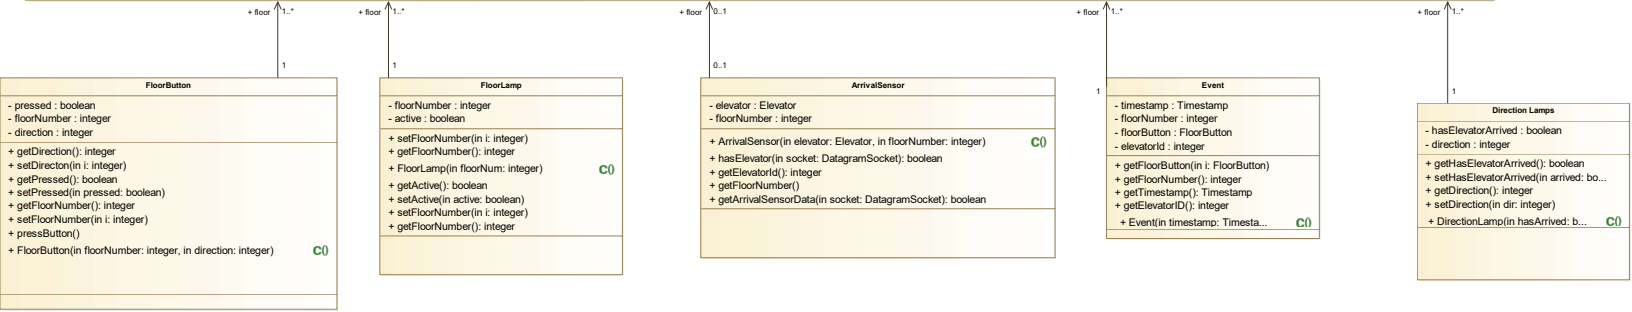 + floor
1..*
1
FloorButton
- pressed : boolean
- floorNumber : integer
- direction : integer
+ getDirection(): integer
+ setDirecton(in i: integer)
+ getPressed(): boolean
+ setPressed(in pressed: boolean)
+ getFloorNumber(): integer
+ setFloorNumber(in i: integer)
+ pressButton()
+ FloorButton(in floorNumber: integer, in direction: integer) C()
+ floor
1..*
1
FloorLamp
- floorNumber : integer
- active : boolean
+ setFloorNumber(in i: integer)
+ getFloorNumber(): integer
+ FloorLamp(in floorNum: integer) C()
+ getActive(): boolean
+ setActive(in active: boolean)
+ setFloorNumber(in i: integer)
+ getFloorNumber(): integer
+ floor
0..1
0..1
ArrivalSensor
- elevator : Elevator
- floorNumber : integer
+ ArrivalSensor(in elevator: Elevator, in floorNumber: integer) C()
+ hasElevator(in socket: DatagramSocket): boolean
+ getElevatorId(): integer
+ getFloorNumber()
+ getArrivalSensorData(in socket: DatagramSocket): boolean
+ floor
1..*
1
Event
- timestamp : Timestamp
- floorNumber : integer
- floorButton : FloorButton
- elevatorId : integer
+ getFloorButton(in i: FloorButton)
+ getFloorNumber(): integer
+ getTimestamp(): Timestamp
+ getElevatorID(): integer
+ Event(in timestamp: Timesta... C()
+ floor
1..*
1
Direction Lamps
- hasElevatorArrived : boolean
- direction : integer
+ getHasElevatorArrived(): boolean
+ setHasElevatorArrived(in arrived: bo...
+ getDirection(): integer
+ setDirection(in dir: integer)
+ DirectionLamp(in hasArrived: b... C()